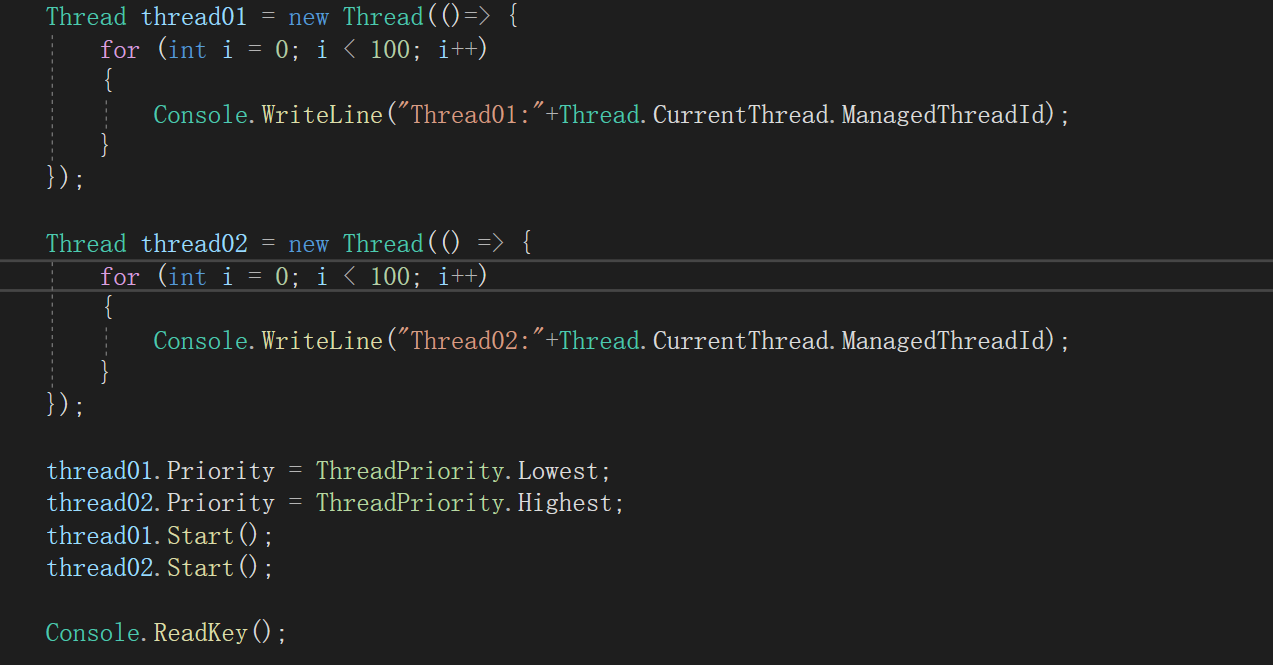 Thread thread01 = new Thread(()=> {
    for (int i = 0; i < 100; i++)
    {
        Console.WriteLine("Thread01:"+Thread.CurrentThread.ManagedThreadId);
    }
});

Thread thread02 = new Thread(() => {
    for (int i = 0; i < 100; i++)
    {
        Console.WriteLine("Thread02:"+Thread.CurrentThread.ManagedThreadId);
    }
});

thread01.Priority = ThreadPriority.Lowest;
thread02.Priority = ThreadPriority.Highest;
thread01.Start();
thread02.Start();

Console.ReadKey();